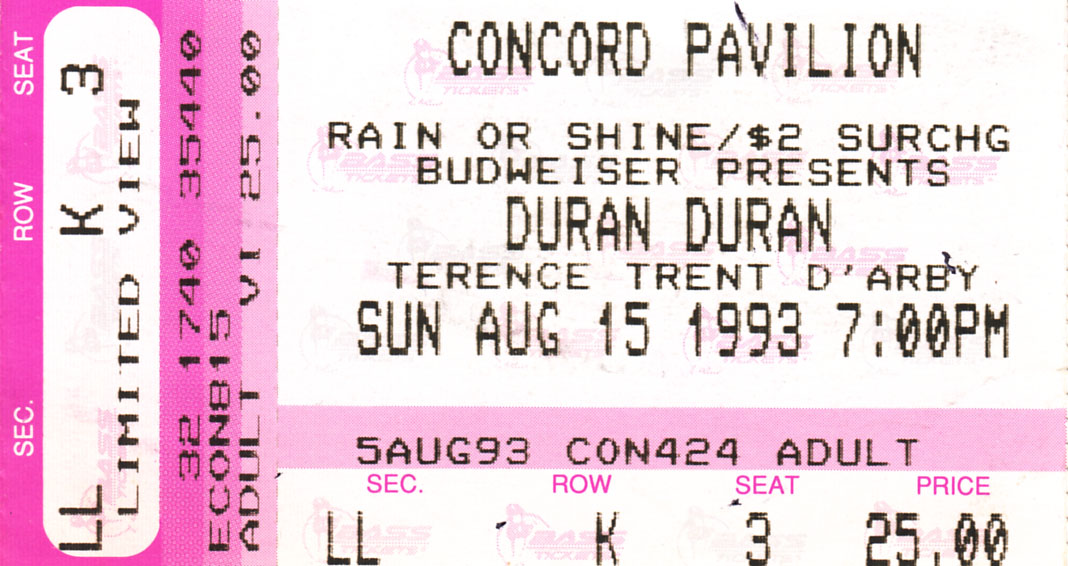 SEAT
ROW
SEC.
LL K 3
LIMITED VIEW
32 1740 35440
ECON815
ADULT VI 25.00
CONCORD PAVILION
RAIN OR SHINE/$2 SURCHG
BUDWEISER PRESENTS
DURAN DURAN
TERENCE TRENT D'ARBY
SUN AUG 15 1993 7:00PM
5AUG93 CON424 ADULT
SEC. ROW SEAT PRICE
LL K 3 25.00
BASS
TICKETS